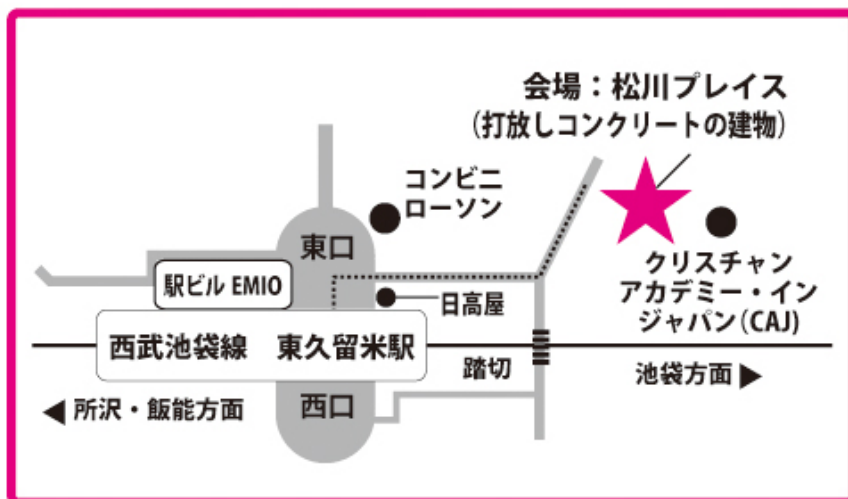 会場：松川プレイス
(打放しコンクリートの建物)
コンビニ
ローソン
東口
クリスチャン
アカデミー・イン
ジャパン(CAJ)
駅ビル EMIO
日高屋
西武池袋線　東久留米駅
踏切
池袋方面▶
◀所沢・飯能方面
西口